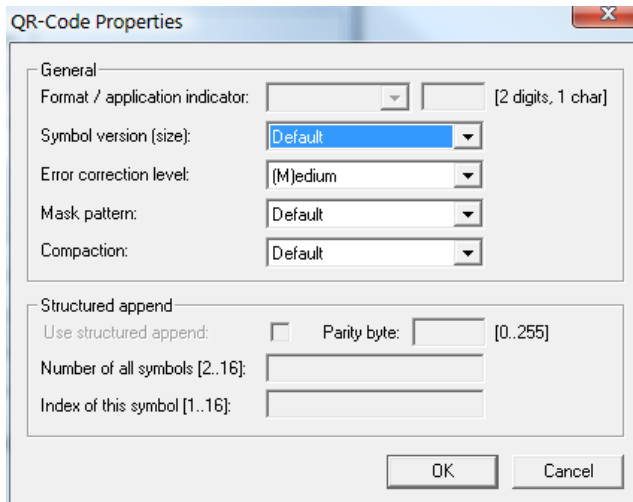 QR-Code Properties
X
General
Format / application indicator: [2 digits, 1 char]
Symbol version (size): Default
Error correction level: (M)edium
Mask pattern: Default
Compaction: Default
Structured append
Use structured append: Parity byte: [0..255]
Number of all symbols [2..16]:
Index of this symbol [1..16]:
OK Cancel